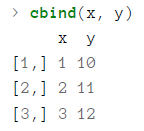 > cbind(x, y)
x y
[1,] 1 10
[2,] 2 11
[3,] 3 12